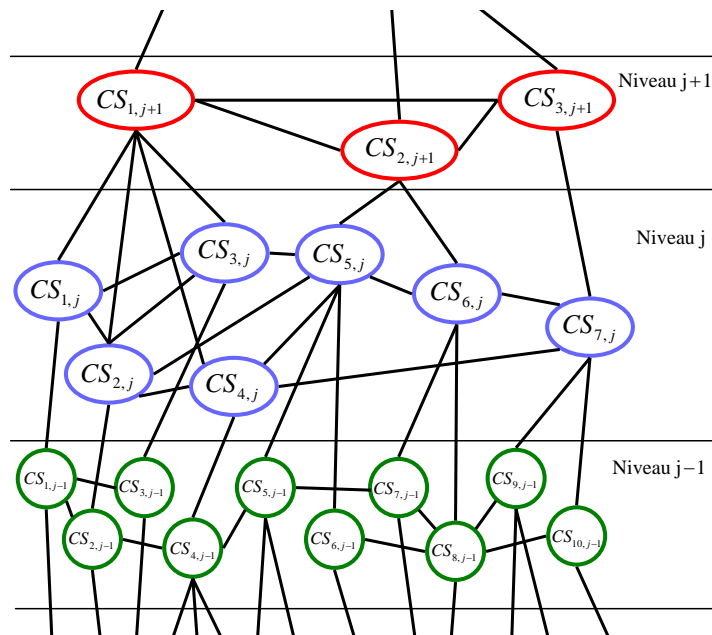 Niveau j+1
CS1, j+1
CS3, j+1
CS2, j+1
Niveau j
CS3, j
CS5, j
CS1, j
CS6, j
CS7, j
CS2, j
CS4, j
Niveau j−1
CS1, j−1
CS3, j−1
CS5, j−1
CS7, j−1
CS9, j−1
CS2, j−1
CS4, j−1
CS6, j−1
CS8, j−1
CS10, j−1